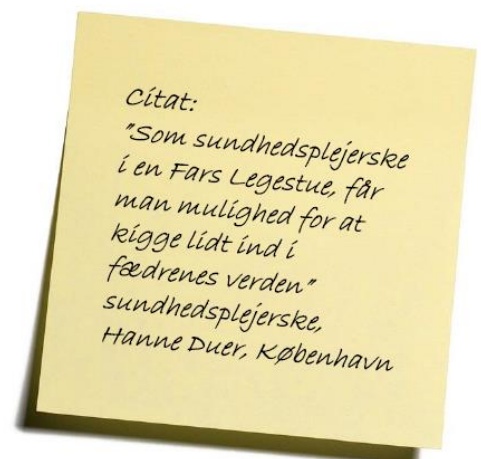 Citat:
"Som sundhedsplejerske
i en Fars Legestue, får
man mulighed for at
kigge lidt ind i
fædrenes verden"
sundhedsplejerske,
Hanne Duer, København